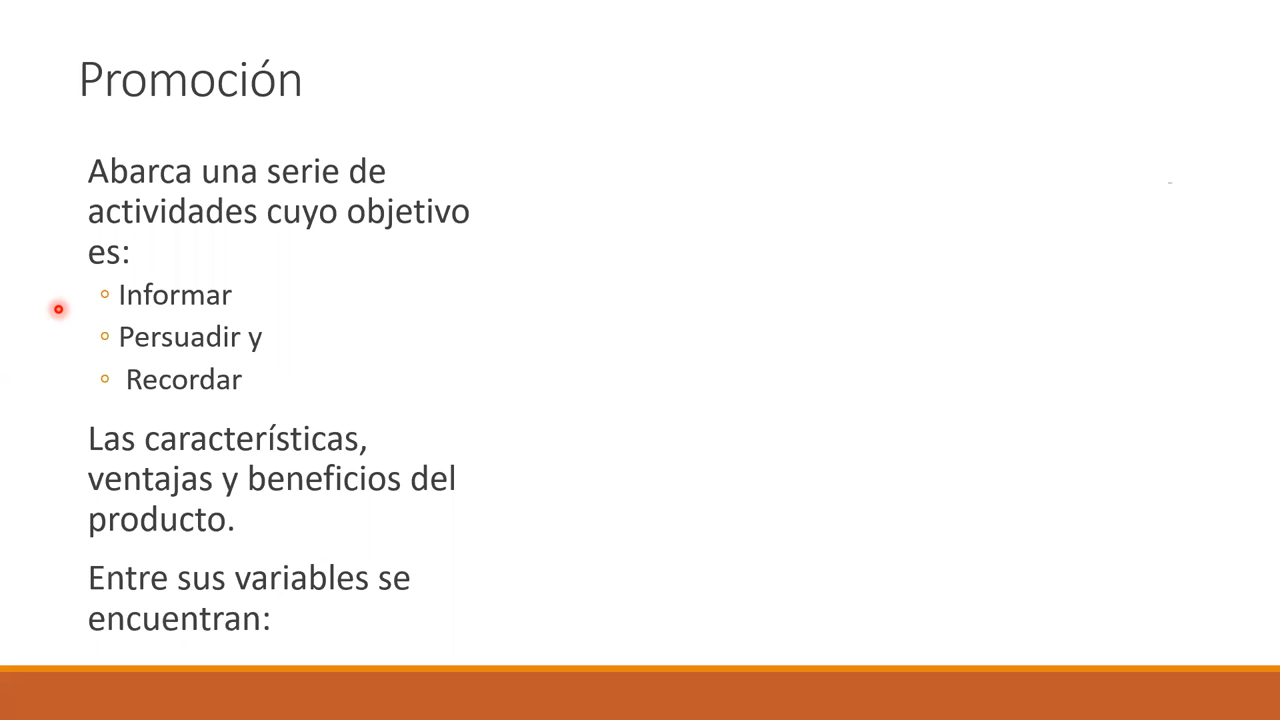 Promoción
Abarca una serie de
actividades cuyo objetivo
es:
Informar
Persuadir y
Recordar
Las características,
ventajas y beneficios del
producto.
Entre sus variables se
encuentran: